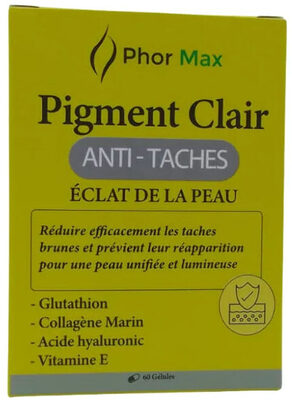 Phor Max
Pigment Clair
ANTI - TACHES
ÉCLAT DE LA PEAU
Réduire efficacement les taches
brunes et prévient leur réapparition
pour une peau unifiée et lumineuse
- Glutathion
- Collagène Marin
- Acide hyaluronic
- Vitamine E
60 Gélules